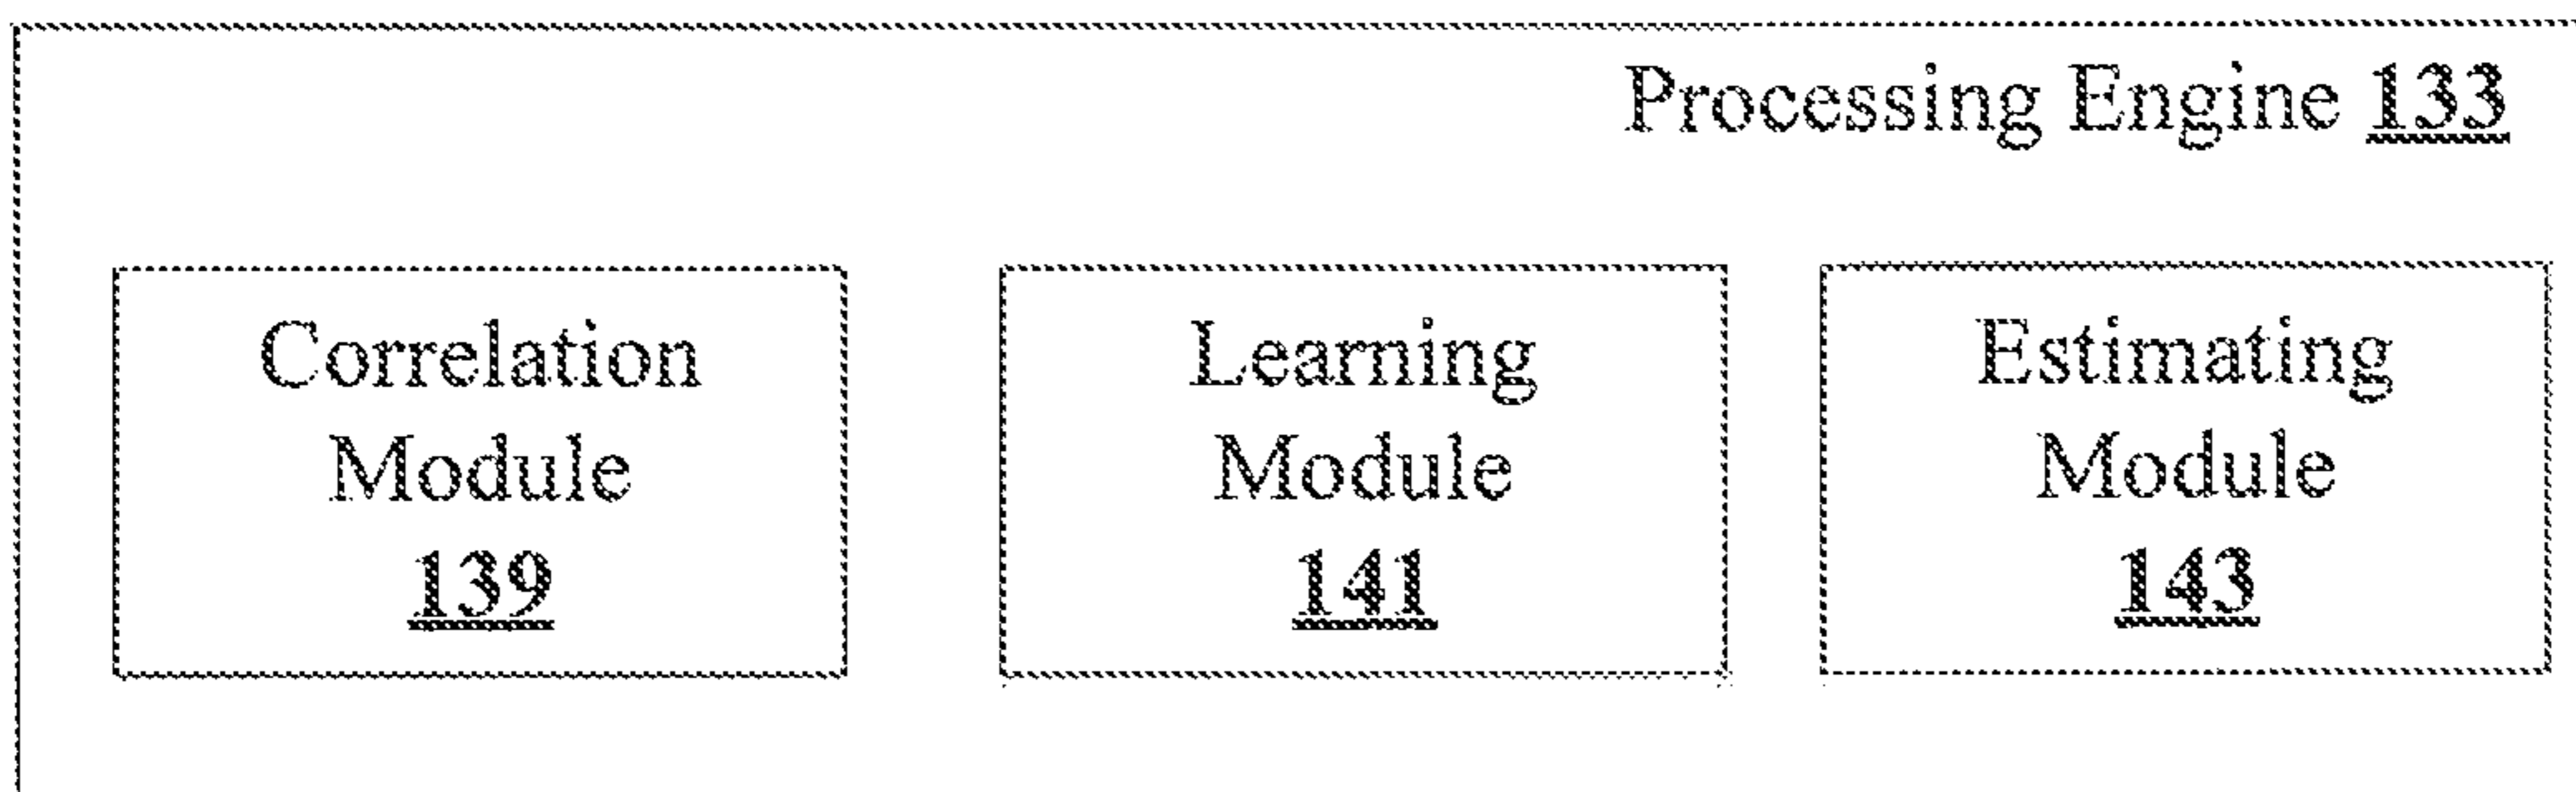 Processing Engine 133
Correlation
Module
139
Learning
Module
141
Estimating
Module
143